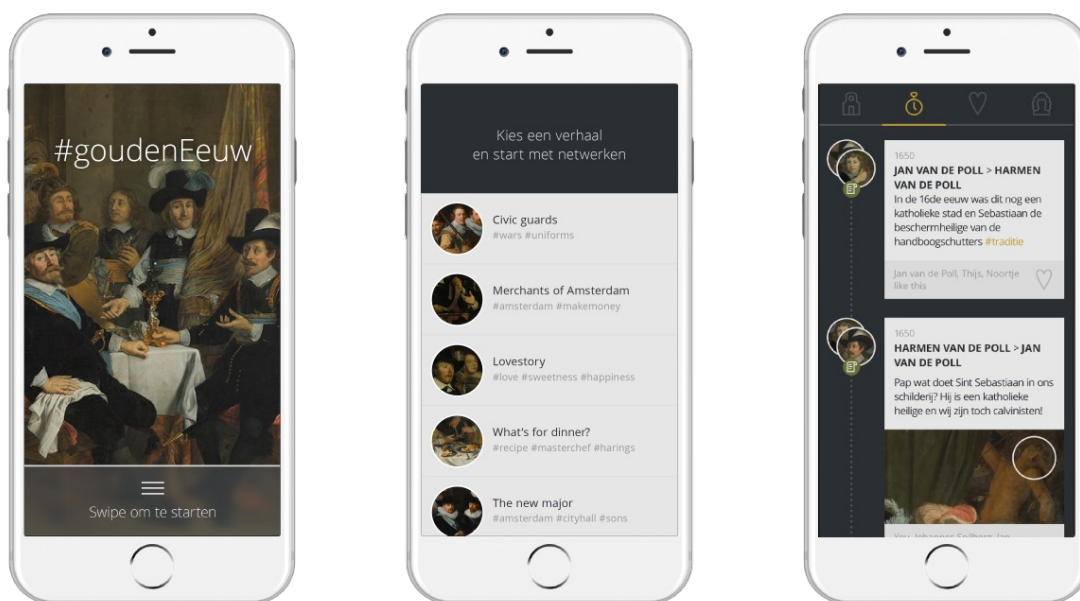 #goudenEeuw
Swipe om te starten
Kies een verhaal
en start met netwerken
Civic guards
#wars #uniforms
Merchants of Amsterdam
#amsterdam #makemoney
Lovestory
#love #sweetness #happiness
What's for dinner?
#recipe #masterchef #harings
The new major
#amsterdam #cityhall #sons
1650
JAN VAN DE POLL > HARMEN
VAN DE POLL
In de 16de eeuw was dit nog een
katholieke stad en Sebastiaan de
beschermheilige van de
handboogschutters #traditie
Jan van de Poll, Thijs, Noortje
like this
1650
HARMEN VAN DE POLL > JAN
VAN DE POLL
Pap wat doet Sint Sebastiaan in ons
schilderij? Hij is een katholieke
heilige en wij zijn toch calvinisten!
You, Johannes Spilberg, Jan